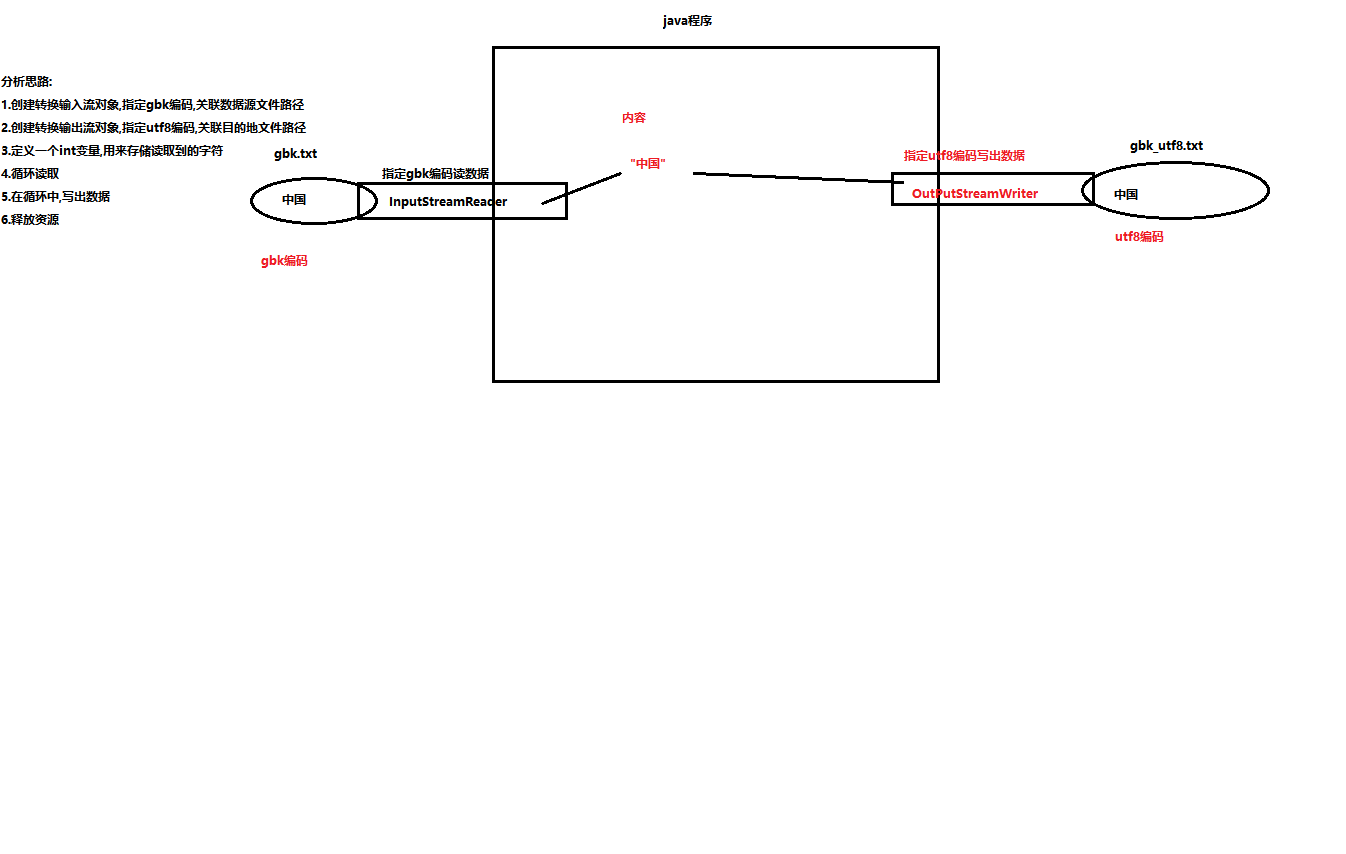 java程序
分析思路:
1.创建转换输入流对象,指定gbk编码,关联数据源文件路径
2.创建转换输出流对象,指定utf8编码,关联目的地文件路径
3.定义一个int变量,用来存储读取到的字符
4.循环读取
5.在循环中,写出数据
6.释放资源
gbk.txt
中国
gbk编码
指定gbk编码读数据
InputStreamReader
内容
"中国"
指定utf8编码写出数据
OutPutStreamWriter
gbk_utf8.txt
中国
utf8编码